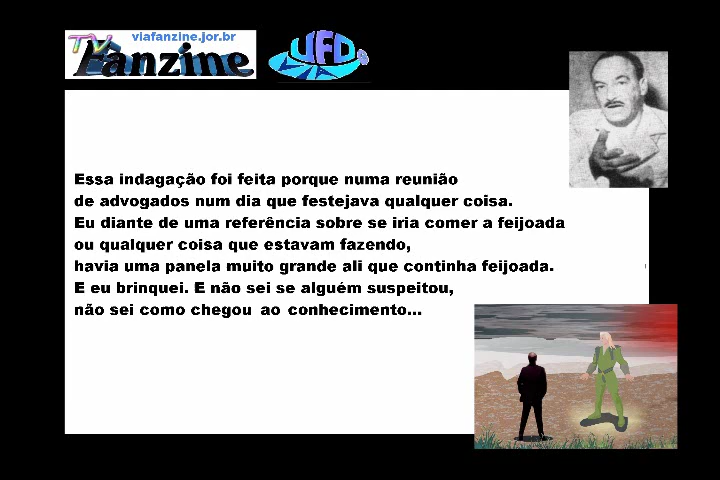 viafanzine.jor.br
TV Fanzine
UFO
VIA
Essa indagação foi feita porque numa reunião
de advogados num dia que festejava qualquer coisa.
Eu diante de uma referência sobre se iria comer a feijoada
ou qualquer coisa que estavam fazendo,
havia uma panela muito grande ali que continha feijoada.
E eu brinquei. E não sei se alguém suspeitou,
não sei como chegou ao conhecimento...